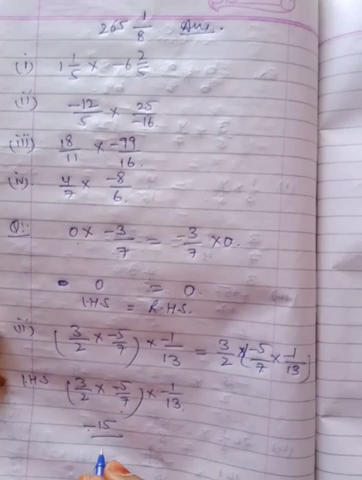 265 1/8 Ans.
(i) 1 1/5 × -6 2/5
(ii) -12/5 × 25/-16
(iii) 18/11 × -79/16
(iv) 4/7 × -8/6
Q:- 0 × -3/7 = -3/7 × 0
0 = 0
L.H.S. = R.H.S.
(ii) (3/2 × -5/7) × -1/13 = 3/2 × (-5/7 × 1/13)
L.H.S (3/2 × -5/7) × -1/13
-15